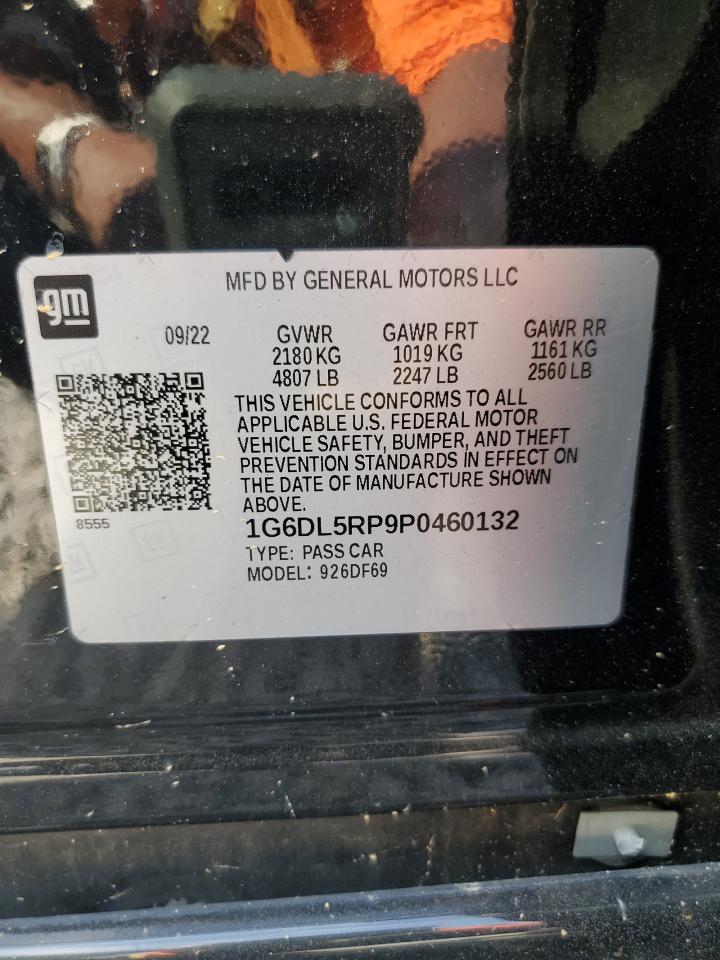 gm
MFD BY GENERAL MOTORS LLC
09/22 GVWR GAWR FRT GAWR RR
2180 KG 1019 KG 1161 KG
4807 LB 2247 LB 2560 LB
THIS VEHICLE CONFORMS TO ALL
APPLICABLE U.S. FEDERAL MOTOR
VEHICLE SAFETY, BUMPER, AND THEFT
PREVENTION STANDARDS IN EFFECT ON
THE DATE OF MANUFACTURE SHOWN
ABOVE.
8555
1G6DL5RP9P0460132
TYPE: PASS CAR
MODEL: 926DF69